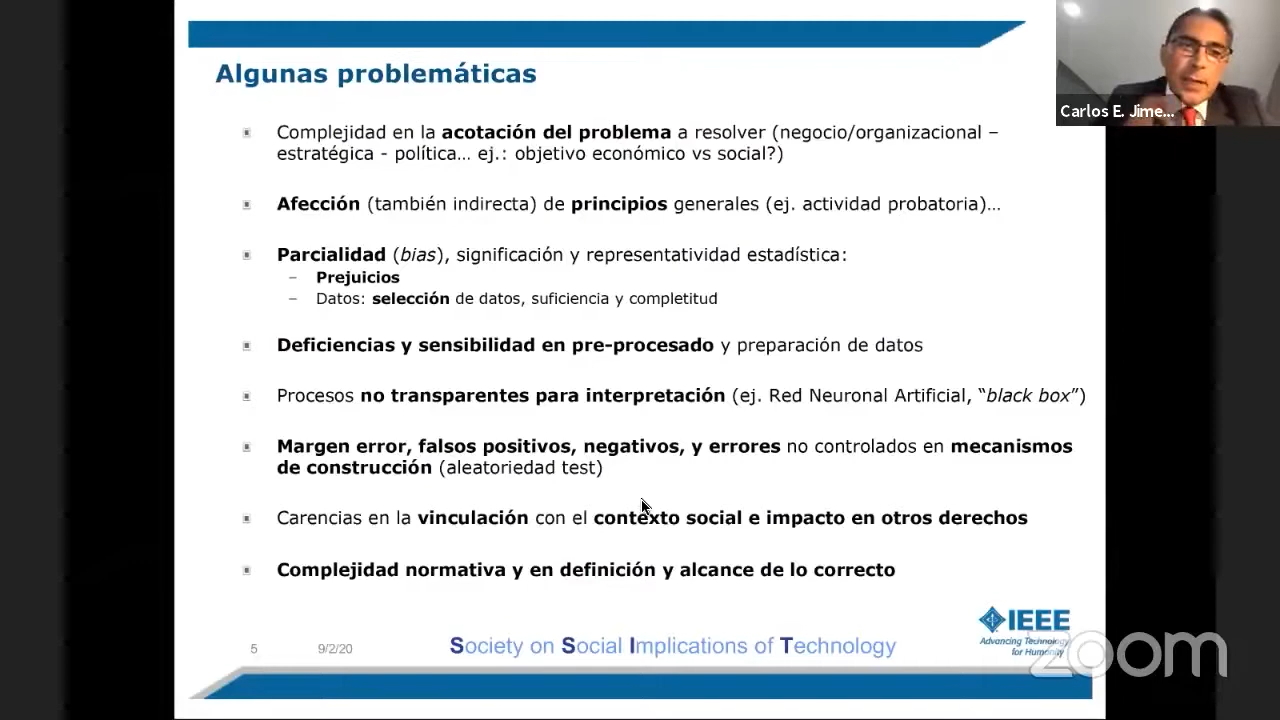 Algunas problemáticas
Carlos E. Jime...
Complejidad en la acotación del problema a resolver (negocio/organizacional –
estratégica - política… ej.: objetivo económico vs social?)
Afección (también indirecta) de principios generales (ej. actividad probatoria)…
Parcialidad (bias), significación y representatividad estadística:
– Prejuicios
– Datos: selección de datos, suficiencia y completitud
Deficiencias y sensibilidad en pre-procesado y preparación de datos
Procesos no transparentes para interpretación (ej. Red Neuronal Artificial, “black box”)
Margen error, falsos positivos, negativos, y errores no controlados en mecanismos
de construcción (aleatoriedad test)
Carencias en la vinculación con el contexto social e impacto en otros derechos
Complejidad normativa y en definición y alcance de lo correcto
IEEE
Advancing Technology
for Humanity
5
9/2/20
Society on Social Implications of Technology
zoom